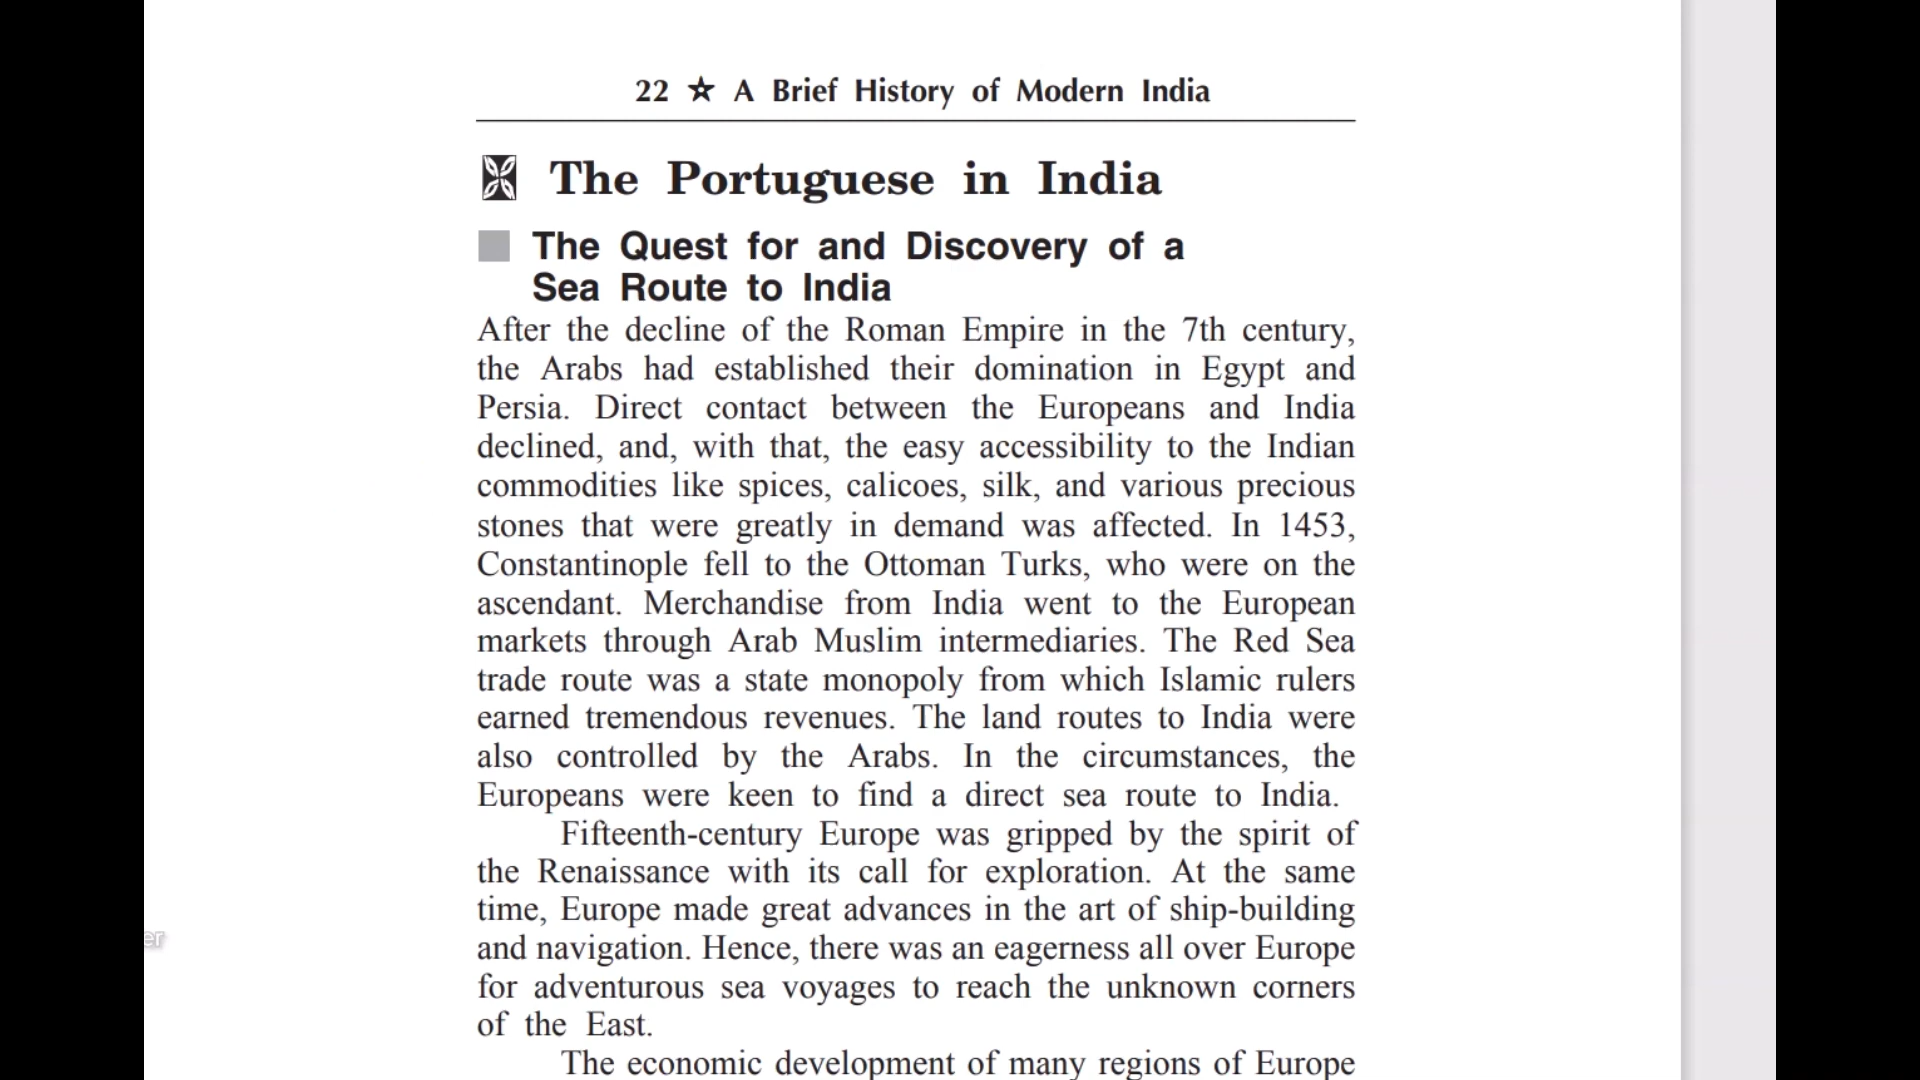 22 ☆ A Brief History of Modern India
The Portuguese in India
The Quest for and Discovery of a
Sea Route to India
After the decline of the Roman Empire in the 7th century,
the Arabs had established their domination in Egypt and
Persia. Direct contact between the Europeans and India
declined, and, with that, the easy accessibility to the Indian
commodities like spices, calicoes, silk, and various precious
stones that were greatly in demand was affected. In 1453,
Constantinople fell to the Ottoman Turks, who were on the
ascendant. Merchandise from India went to the European
markets through Arab Muslim intermediaries. The Red Sea
trade route was a state monopoly from which Islamic rulers
earned tremendous revenues. The land routes to India were
also controlled by the Arabs. In the circumstances, the
Europeans were keen to find a direct sea route to India.
Fifteenth-century Europe was gripped by the spirit of
the Renaissance with its call for exploration. At the same
time, Europe made great advances in the art of ship-building
and navigation. Hence, there was an eagerness all over Europe
for adventurous sea voyages to reach the unknown corners
of the East.
The economic development of many regions of Europe